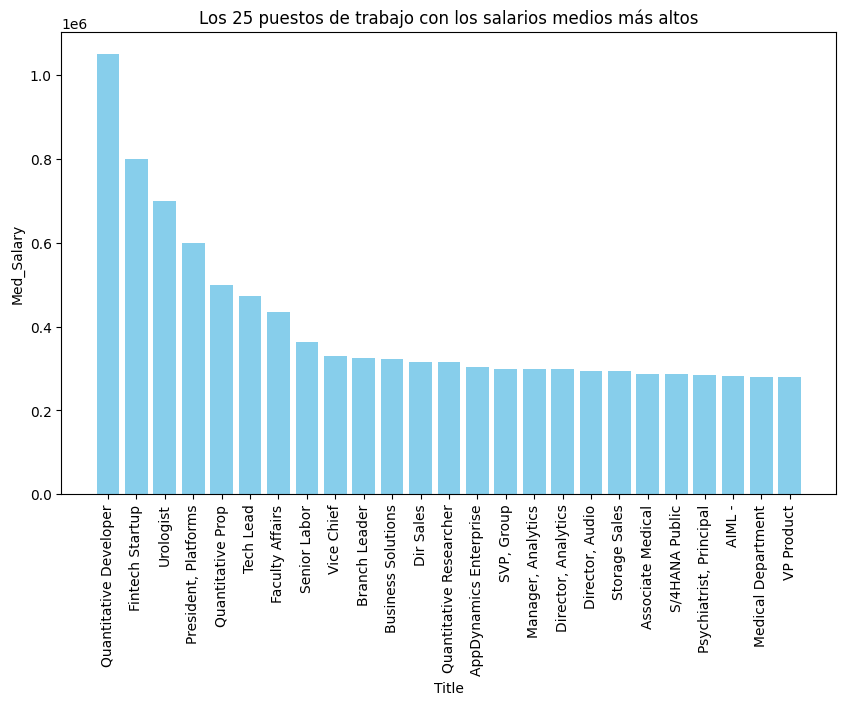 Los 25 puestos de trabajo con los salarios medios más altos
1e6
1.0
0.8
0.6
0.4
0.2
0.0
Med_Salary
Quantitative Developer
Fintech Startup
Urologist
President, Platforms
Quantitative Prop
Tech Lead
Faculty Affairs
Senior Labor
Vice Chief
Branch Leader
Business Solutions
Dir Sales
Quantitative Researcher
AppDynamics Enterprise
SVP, Group
Manager, Analytics
Director, Analytics
Director, Audio
Storage Sales
Associate Medical
S/4HANA Public
Psychiatrist, Principal
AIML -
Medical Department
VP Product
Title